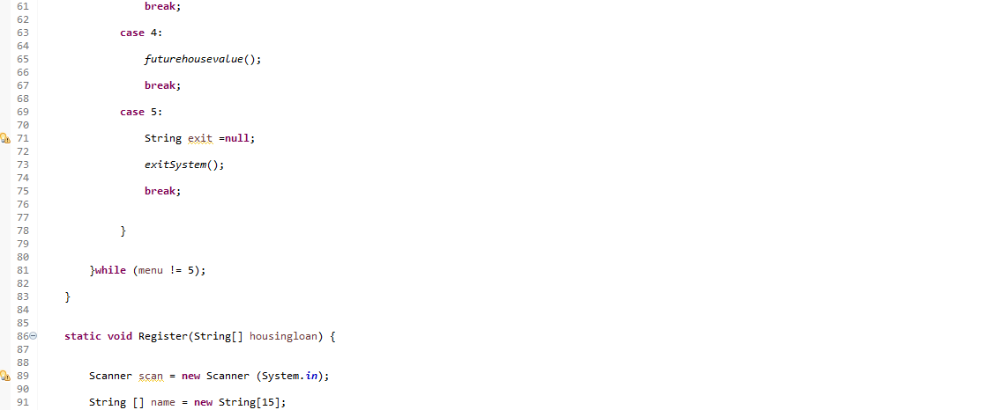 61 break;
62
63 case 4:
64
65 futurehousevalue();
66
67 break;
68
69 case 5:
70
71 String exit =null;
72
73 exitSystem();
74
75 break;
76
77
78 }
79
80
81 }while (menu != 5);
82
83 }
84
85
86 static void Register(String[] housingloan) {
87
88
89 Scanner scan = new Scanner (System.in);
90
91 String [] name = new String[15];